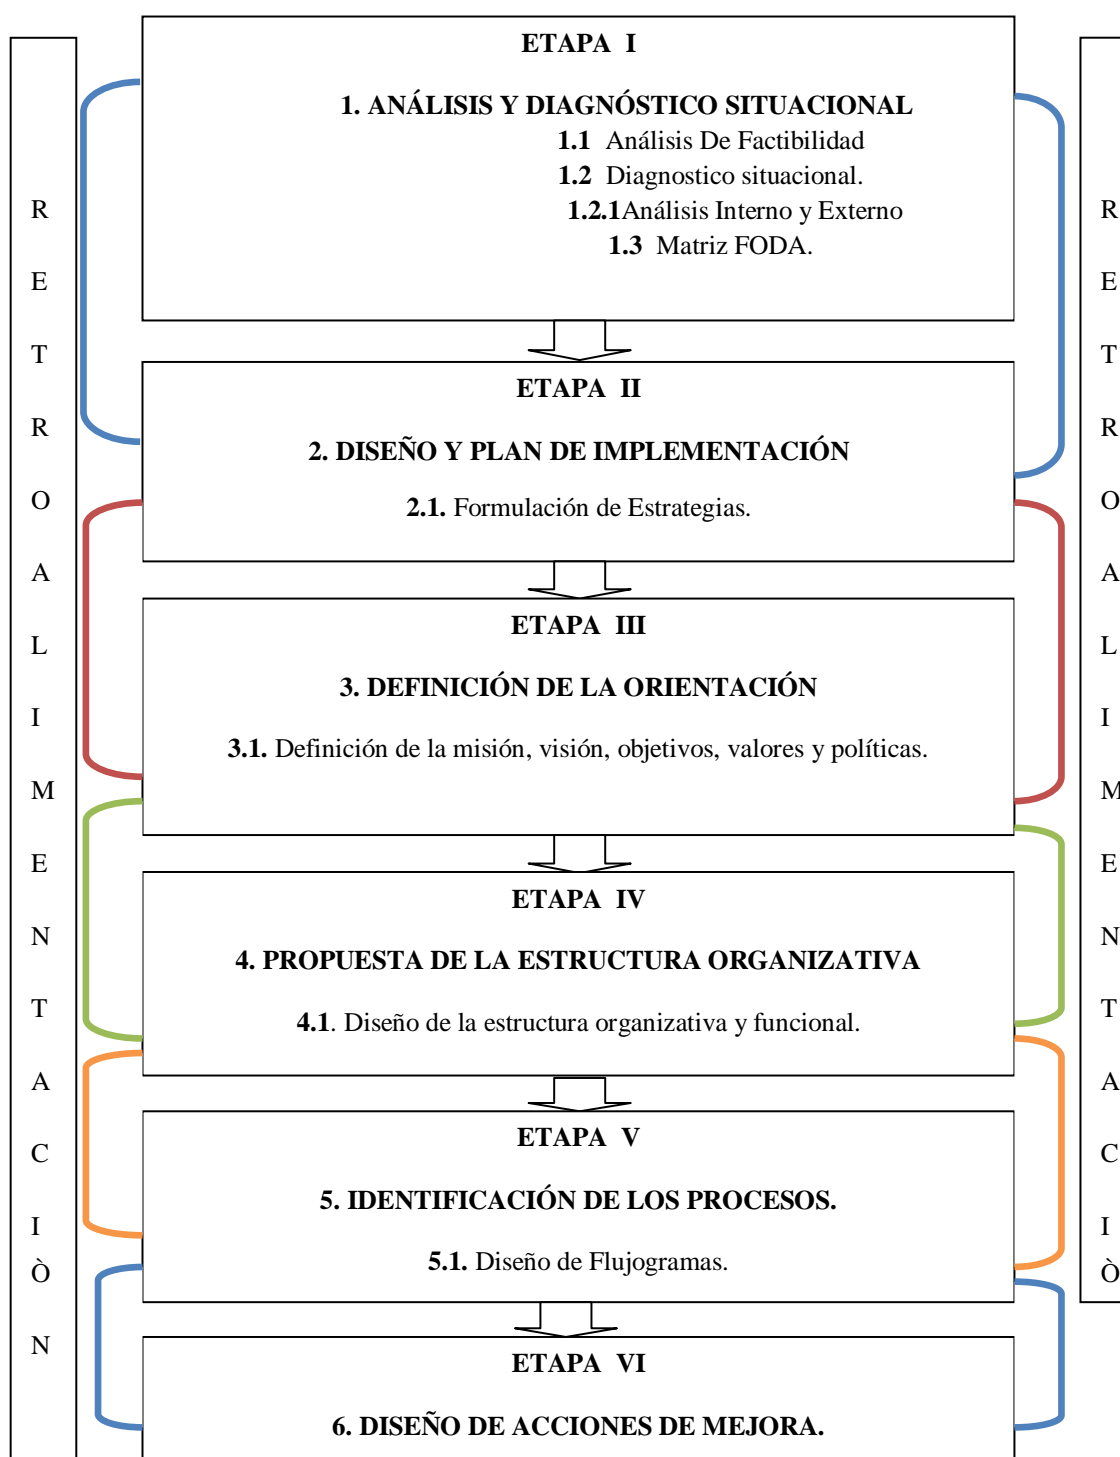 R
E
T
R
O
A
L
I
M
E
N
T
A
C
I
Ò
N
ETAPA I
1. ANÁLISIS Y DIAGNÓSTICO SITUACIONAL
1.1 Análisis De Factibilidad
1.2 Diagnostico situacional.
1.2.1Análisis Interno y Externo
1.3 Matriz FODA.
ETAPA II
2. DISEÑO Y PLAN DE IMPLEMENTACIÓN
2.1. Formulación de Estrategias.
ETAPA III
3. DEFINICIÓN DE LA ORIENTACIÓN
3.1. Definición de la misión, visión, objetivos, valores y políticas.
ETAPA IV
4. PROPUESTA DE LA ESTRUCTURA ORGANIZATIVA
4.1. Diseño de la estructura organizativa y funcional.
ETAPA V
5. IDENTIFICACIÓN DE LOS PROCESOS.
5.1. Diseño de Flujogramas.
ETAPA VI
6. DISEÑO DE ACCIONES DE MEJORA.
R
E
T
R
O
A
L
I
M
E
N
T
A
C
I
Ò